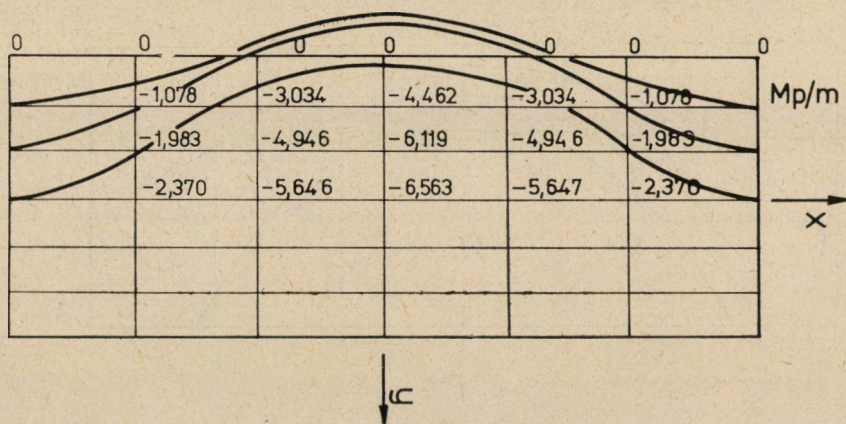 0 0 0 0 0 0 0
-1,078 -3,034 -4,462 -3,034 -1,078 Mp/m
-1,983 -4,946 -6,119 -4,946 -1,983
-2,370 -5,646 -6,563 -5,647 -2,370
x